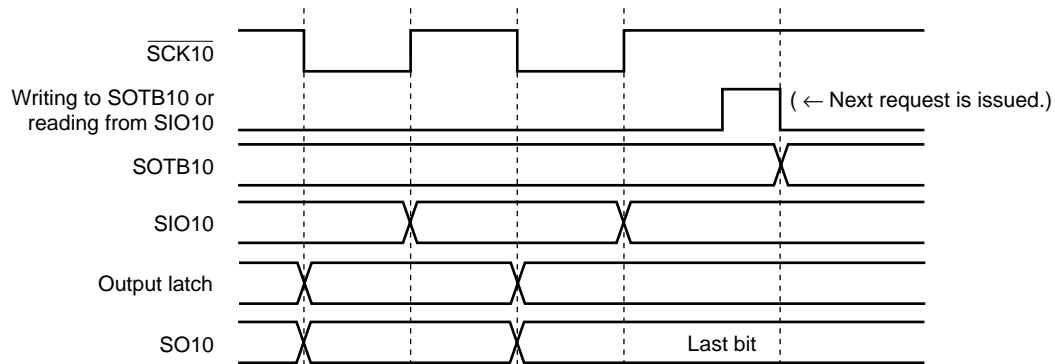 SCK10
Writing to SOTB10 or
reading from SIO10
( ← Next request is issued.)
SOTB10
SIO10
Output latch
SO10
Last bit